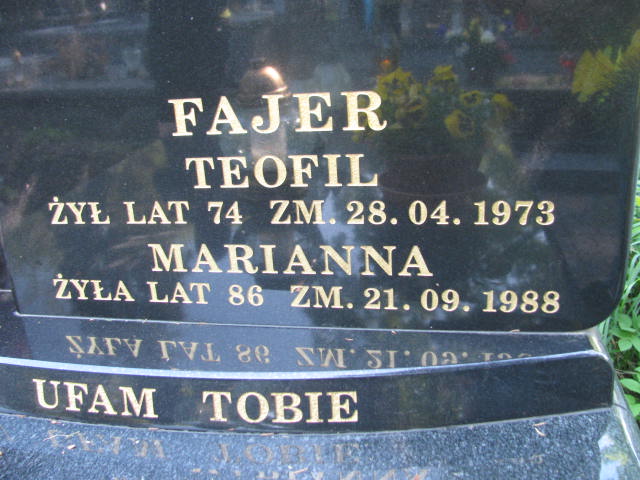 FAJER
TEOFIL
ŻYŁ LAT 74 ZM. 28. 04. 1973
MARIANNA
ŻYŁA LAT 86 ZM. 21. 09. 1988
UFAM TOBIE